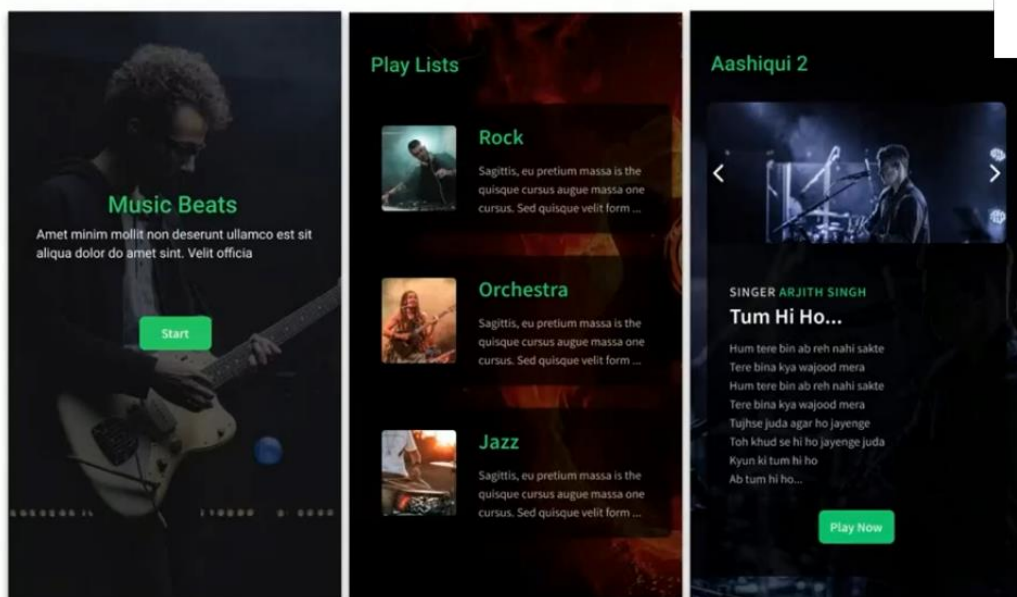 Music Beats
Amet minim mollit non deserunt ullamco est sit
aliqua dolor do amet sint. Velit officia
Start
Play Lists
Rock
Sagittis, eu pretium massa is the
quisque cursus augue massa one
cursus. Sed quisque velit form ...
Orchestra
Sagittis, eu pretium massa is the
quisque cursus augue massa one
cursus. Sed quisque velit form ...
Jazz
Sagittis, eu pretium massa is the
quisque cursus augue massa one
cursus. Sed quisque velit form ...
Aashiqui 2
SINGER ARJITH SINGH
Tum Hi Ho...
Hum tere bin ab reh nahi sakte
Tere bina kya wajood mera
Hum tere bin ab reh nahi sakte
Tere bina kya wajood mera
Tujhse juda agar ho jayenge
Toh khud se hi ho jayenge juda
Kyun ki tum hi ho
Ab tum hi ho...
Play Now